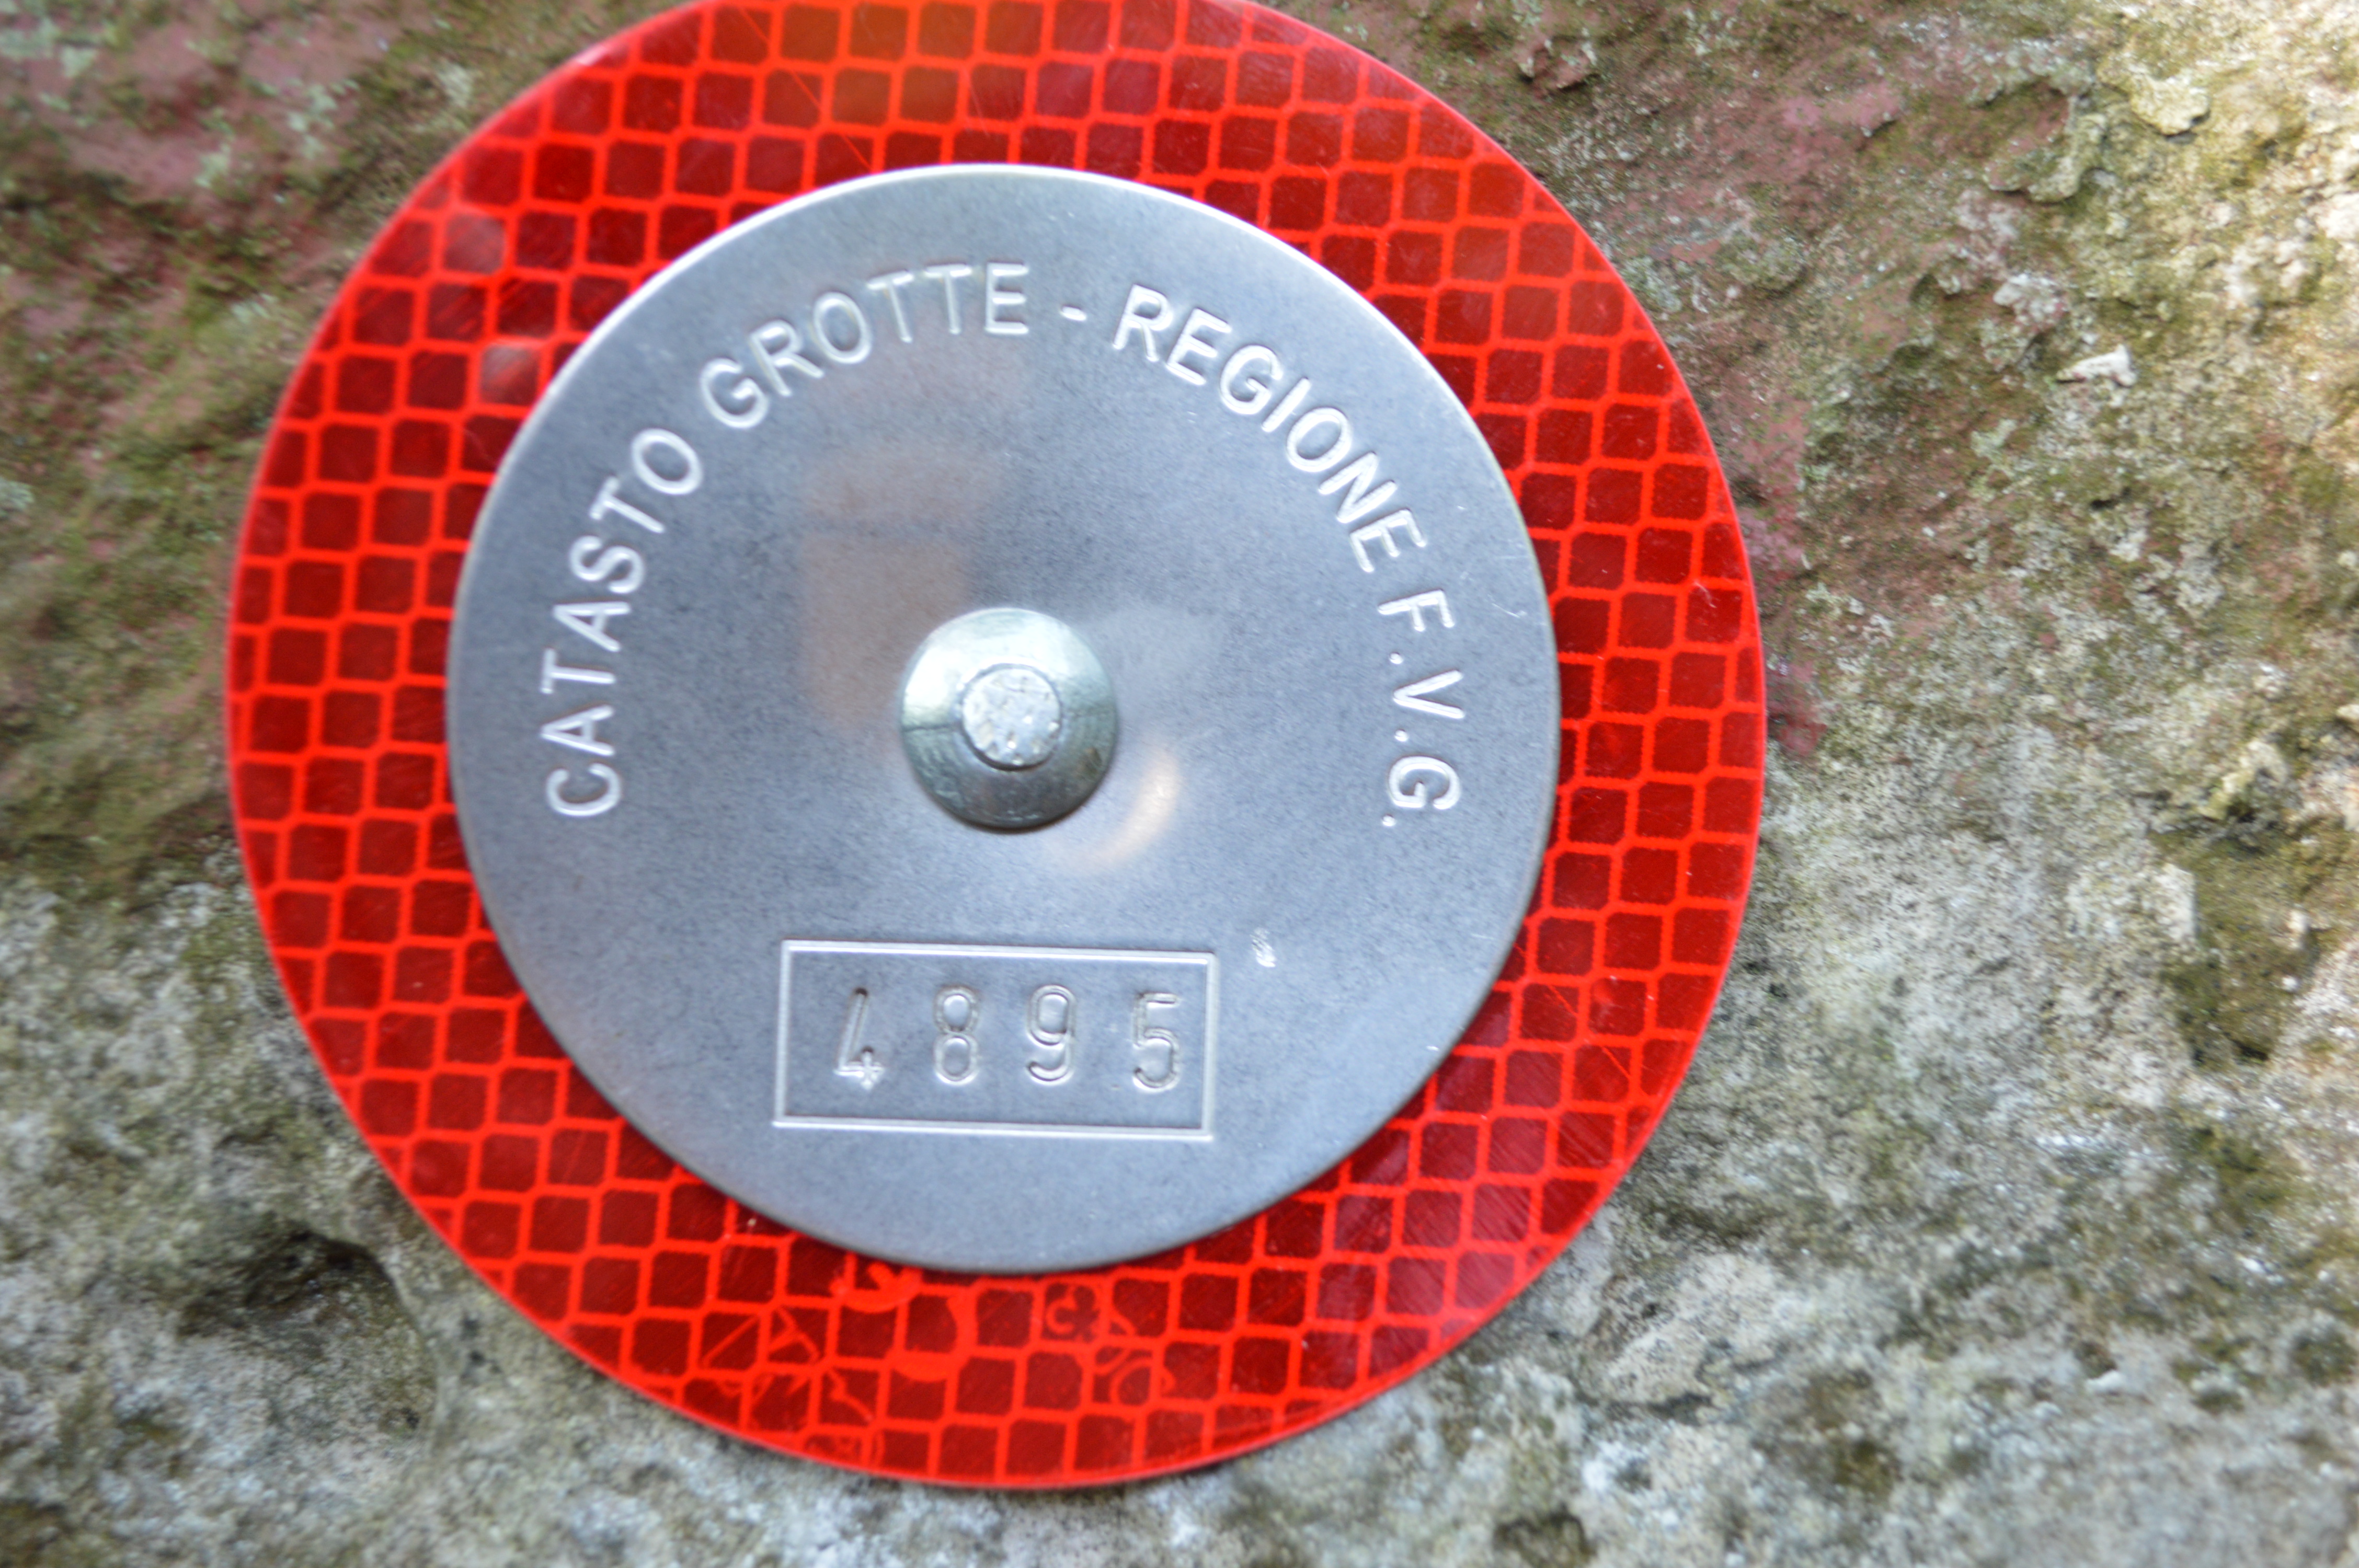 CATASTO GROTTE - REGIONE F.V.G.
4895